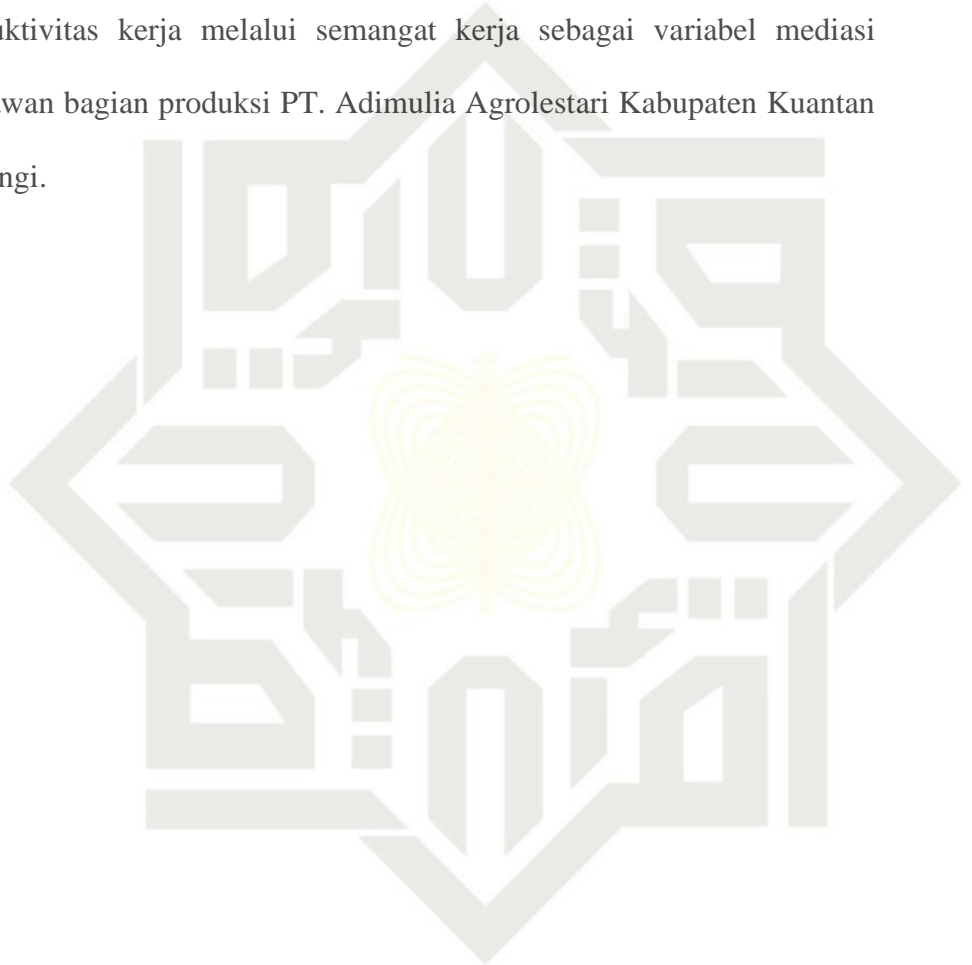 uktivitas kerja melalui semangat kerja sebagai variabel mediasi
wan bagian produksi PT. Adimulia Agrolestari Kabupaten Kuantan
ngi.